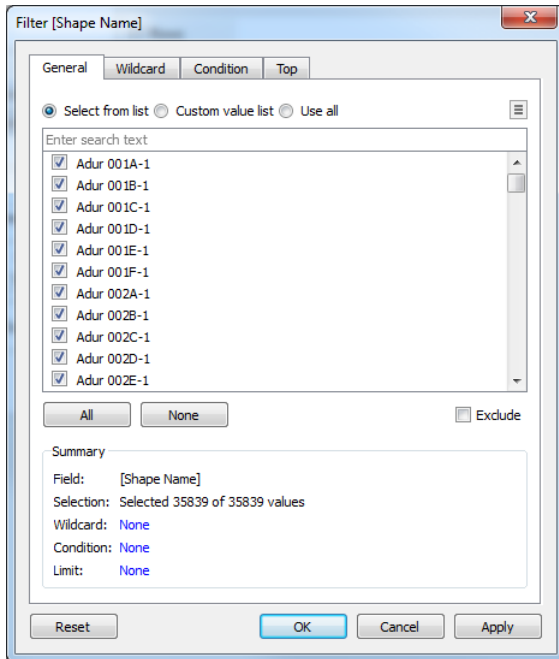 Filter [Shape Name]
General Wildcard Condition Top
Select from list Custom value list Use all
Enter search text
Adur 001A-1
Adur 001B-1
Adur 001C-1
Adur 001D-1
Adur 001E-1
Adur 001F-1
Adur 002A-1
Adur 002B-1
Adur 002C-1
Adur 002D-1
Adur 002E-1
All None Exclude
Summary
Field: [Shape Name]
Selection: Selected 35839 of 35839 values
Wildcard: None
Condition: None
Limit: None
Reset OK Cancel Apply